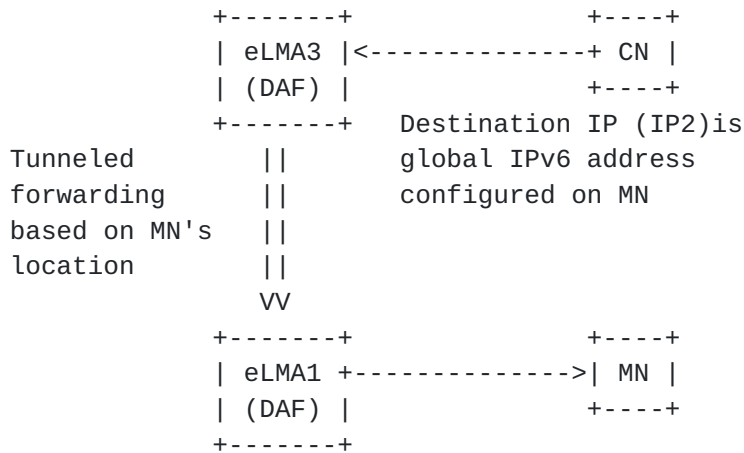 +-------+               +----+
             | eLMA3 |<--------------+ CN |
             | (DAF) |               +----+
             +-------+   Destination IP (IP2)is
Tunneled        ||       global IPv6 address
forwarding      ||       configured on MN
based on MN's   ||
location        ||
                VV
             +-------+               +----+
             | eLMA1 +-------------->| MN |
             | (DAF) |               +----+
             +-------+